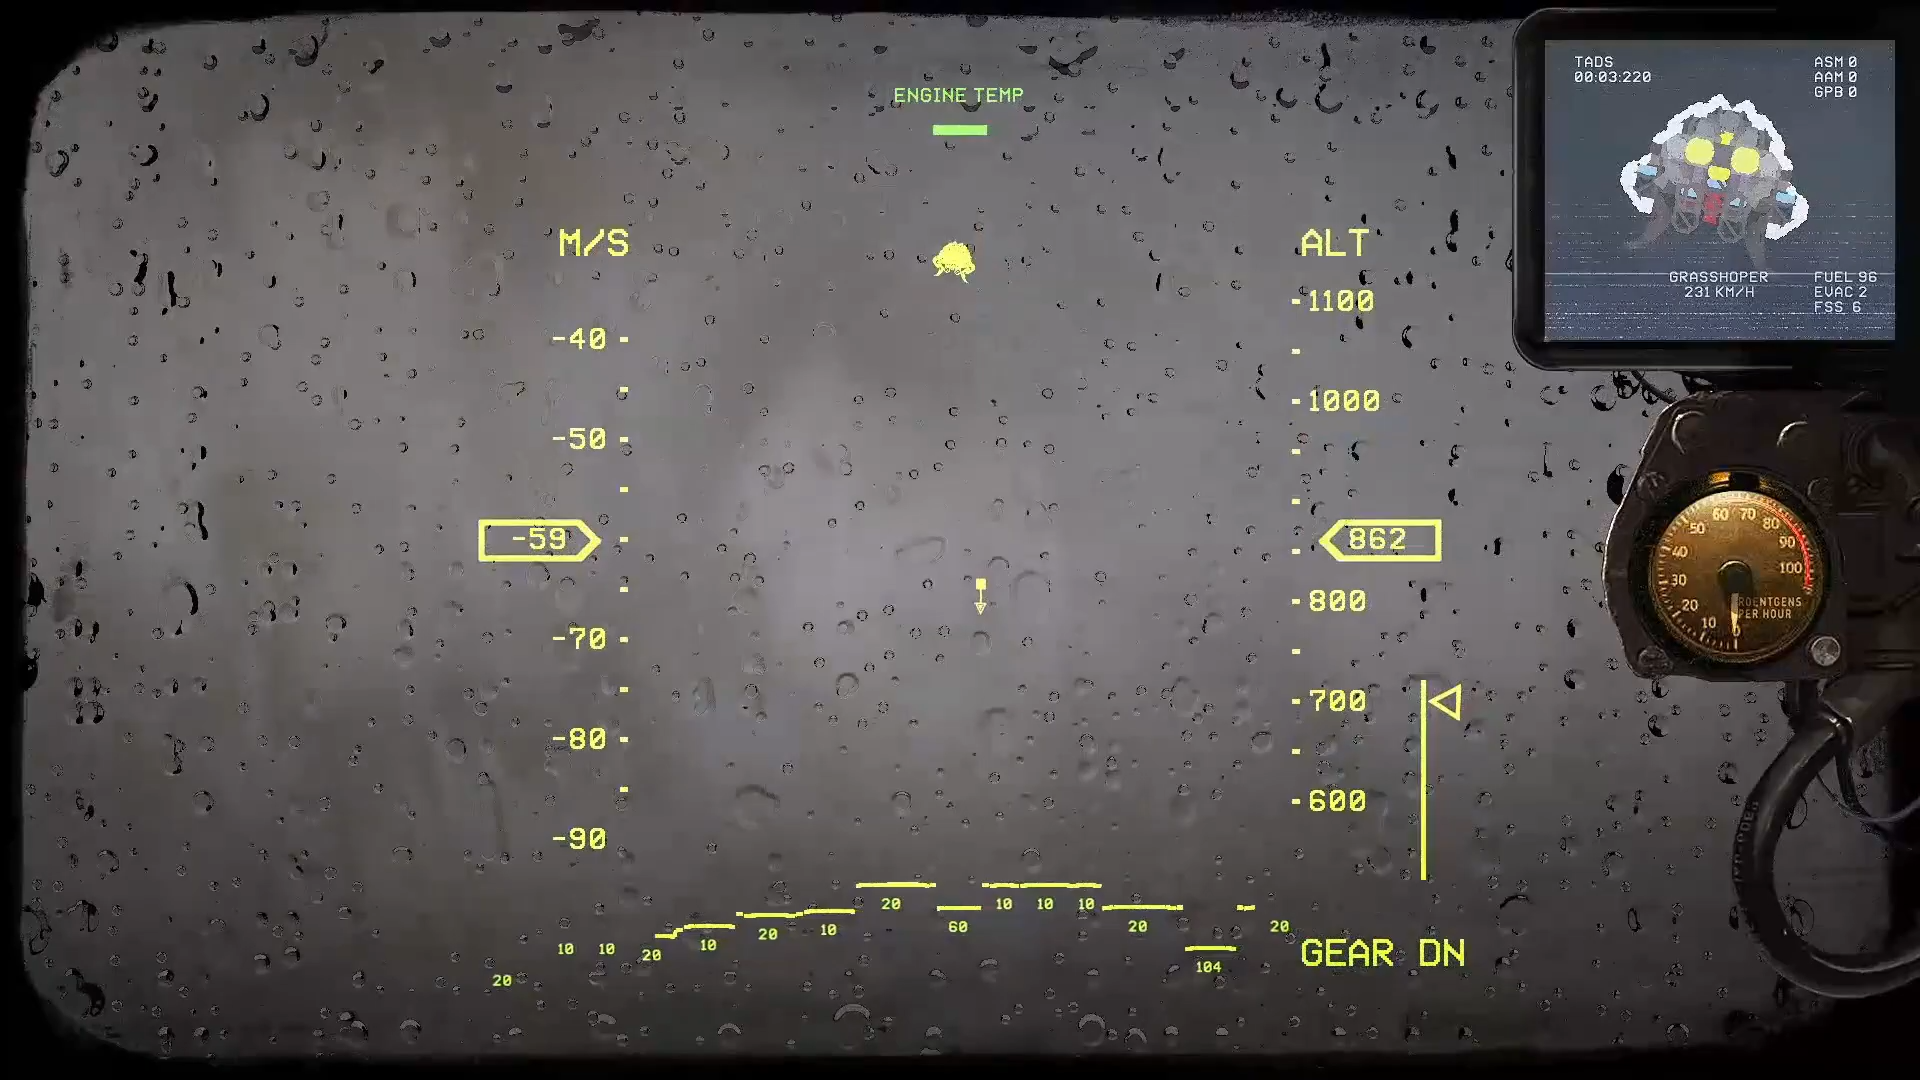 TADS
00:03:220
ASM 0
AAM 0
GPB 0
GRASSHOPER
231 KM/H
FUEL 96
EVAC 2
FSS 6
ENGINE TEMP
M/S
-40
-50
-59
-70
-80
-90
ALT
1100
1000
862
800
700
600
GEAR DN
20
10
10
20
10
20
10
20
60
10
10
10
20
104
20
0
10
20
30
40
50
60
70
80
90
100
ROENTGENS
PER HOUR